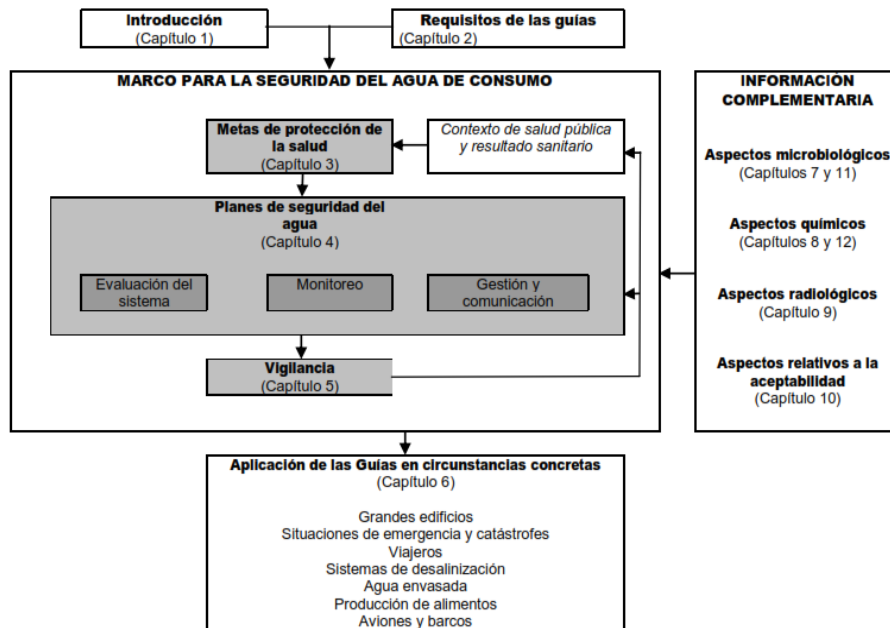 Introducción
(Capítulo 1)
Requisitos de las guías
(Capítulo 2)
MARCO PARA LA SEGURIDAD DEL AGUA DE CONSUMO
Metas de protección de
la salud
(Capítulo 3)
Contexto de salud pública
y resultado sanitario
Planes de seguridad del
agua
(Capítulo 4)
Evaluación del
sistema
Monitoreo
Gestión y
comunicación
Vigilancia
(Capítulo 5)
INFORMACIÓN
COMPLEMENTARIA
Aspectos microbiológicos
(Capítulos 7 y 11)
Aspectos químicos
(Capítulos 8 y 12)
Aspectos radiológicos
(Capítulo 9)
Aspectos relativos a la
aceptabilidad
(Capítulo 10)
Aplicación de las Guías en circunstancias concretas
(Capítulo 6)
Grandes edificios
Situaciones de emergencia y catástrofes
Viajeros
Sistemas de desalinización
Agua envasada
Producción de alimentos
Aviones y barcos